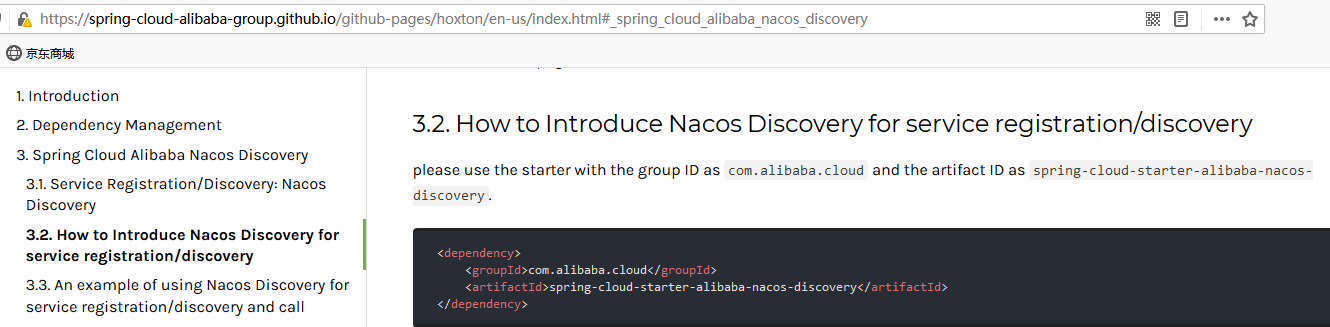 https://spring-cloud-alibaba-group.github.io/github-pages/hoxton/en-us/index.html#_spring_cloud_alibaba_nacos_discovery
京东商城
1. Introduction
2. Dependency Management
3. Spring Cloud Alibaba Nacos Discovery
3.1. Service Registration/Discovery: Nacos
Discovery
3.2. How to Introduce Nacos Discovery for
service registration/discovery
3.3. An example of using Nacos Discovery for
service registration/discovery and call
3.2. How to Introduce Nacos Discovery for service registration/discovery
please use the starter with the group ID as com.alibaba.cloud and the artifact ID as spring-cloud-starter-alibaba-nacos-
discovery.
<dependency>
    <groupId>com.alibaba.cloud</groupId>
    <artifactId>spring-cloud-starter-alibaba-nacos-discovery</artifactId>
</dependency>